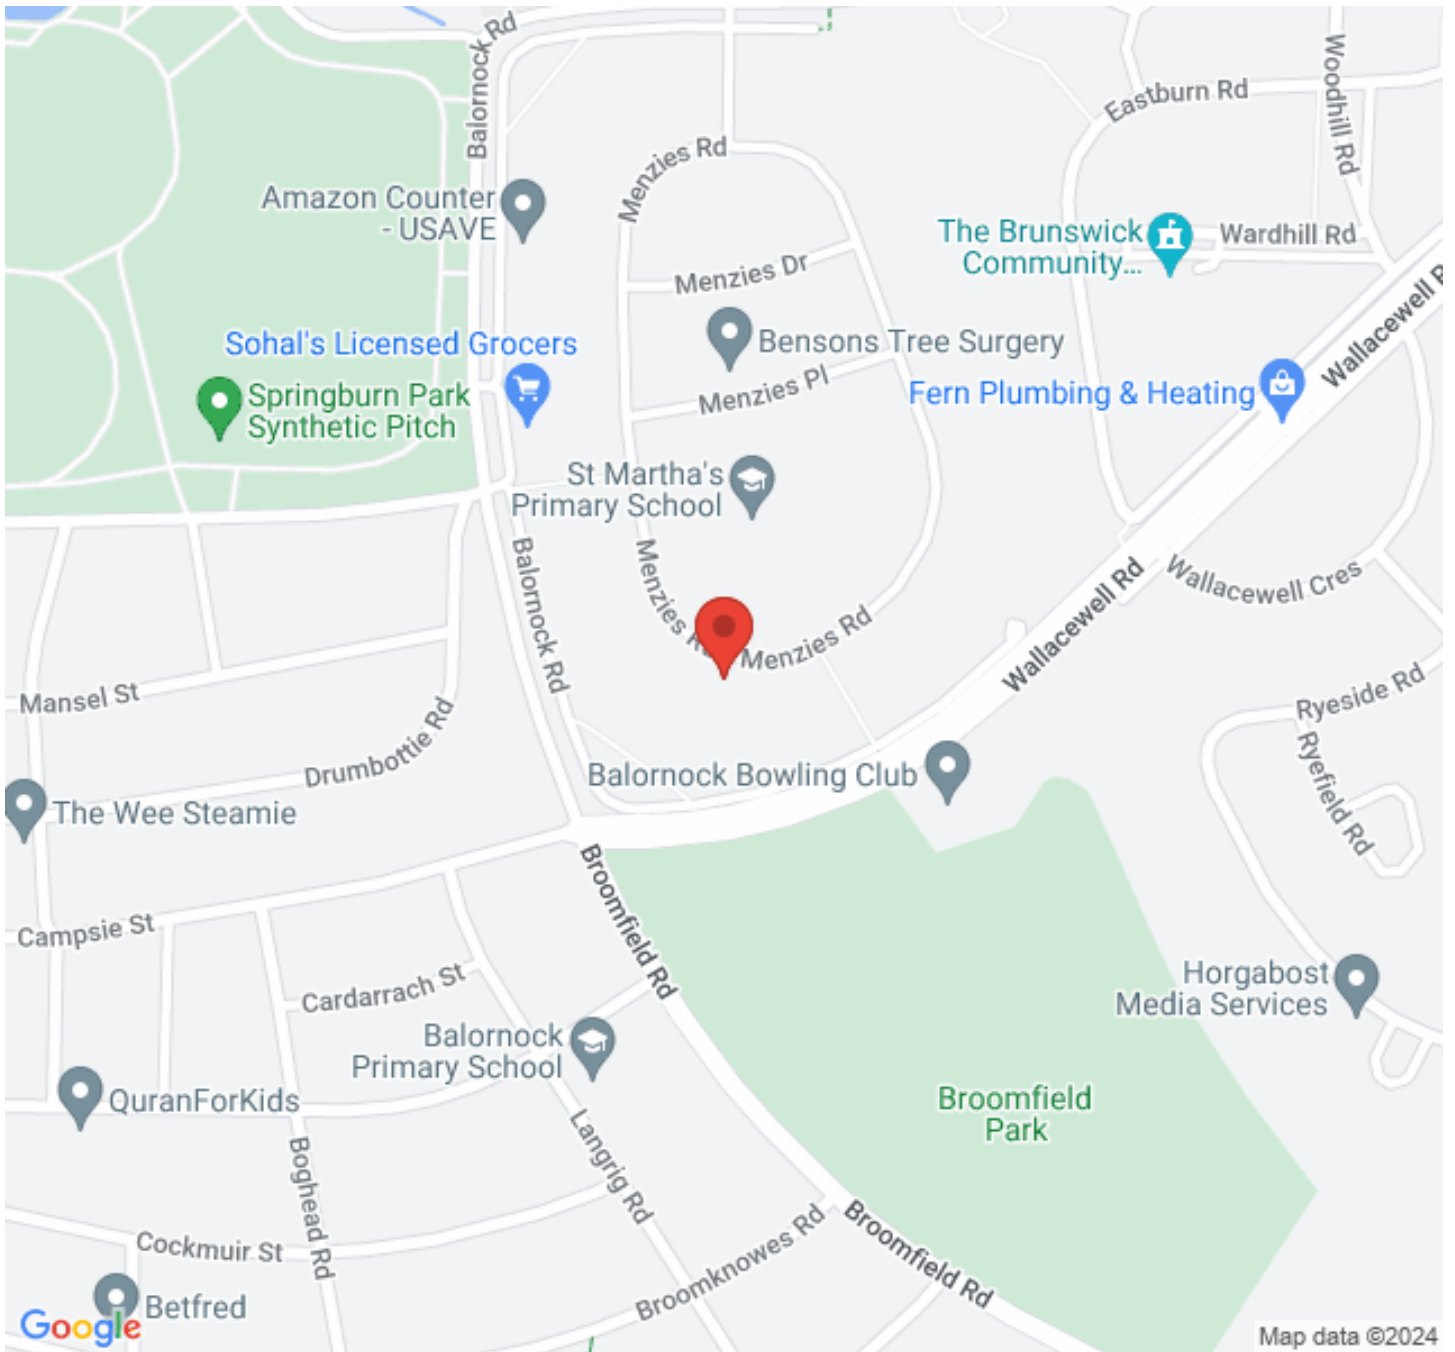 Balornock Rd
Woodhill Rd
Eastburn Rd
Menzies Rd
Amazon Counter
- USAVE
The Brunswick
Community...
Wardhill Rd
Menzies Dr
Wallacewell R
Sohal's Licensed Grocers
Bensons Tree Surgery
Menzies Pl
Fern Plumbing & Heating
Springburn Park
Synthetic Pitch
St Martha's
Primary School
Balornock Rd
Menzies R
Menzies Rd
Wallacewell Rd
Wallacewell Cres
Mansel St
Drumbottie Rd
Ryeside Rd
Ryefield Rd
Balornock Bowling Club
The Wee Steamie
Broomfield Rd
Campsie St
Cardarrach St
Horgabost
Media Services
Balornock
Primary School
QuranForKids
Broomfield
Park
Langrig Rd
Boghead Rd
Cockmuir St
Broomknowes Rd
Broomfield Rd
Betfred
Google
Map data ©2024